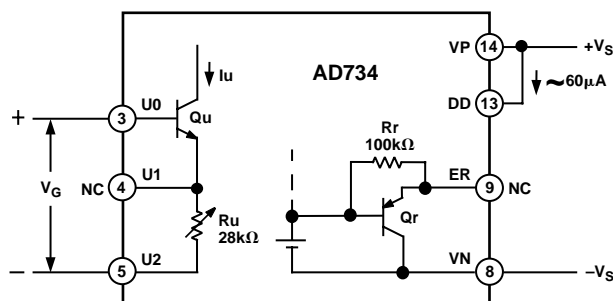 AD734
VP
14
+VS
Iu
~60μA
DD
13
+
3
U0
Qu
Rr
100kΩ
VG
NC
4
U1
ER
9
NC
Ru
28kΩ
Qr
–
5
U2
VN
8
–VS